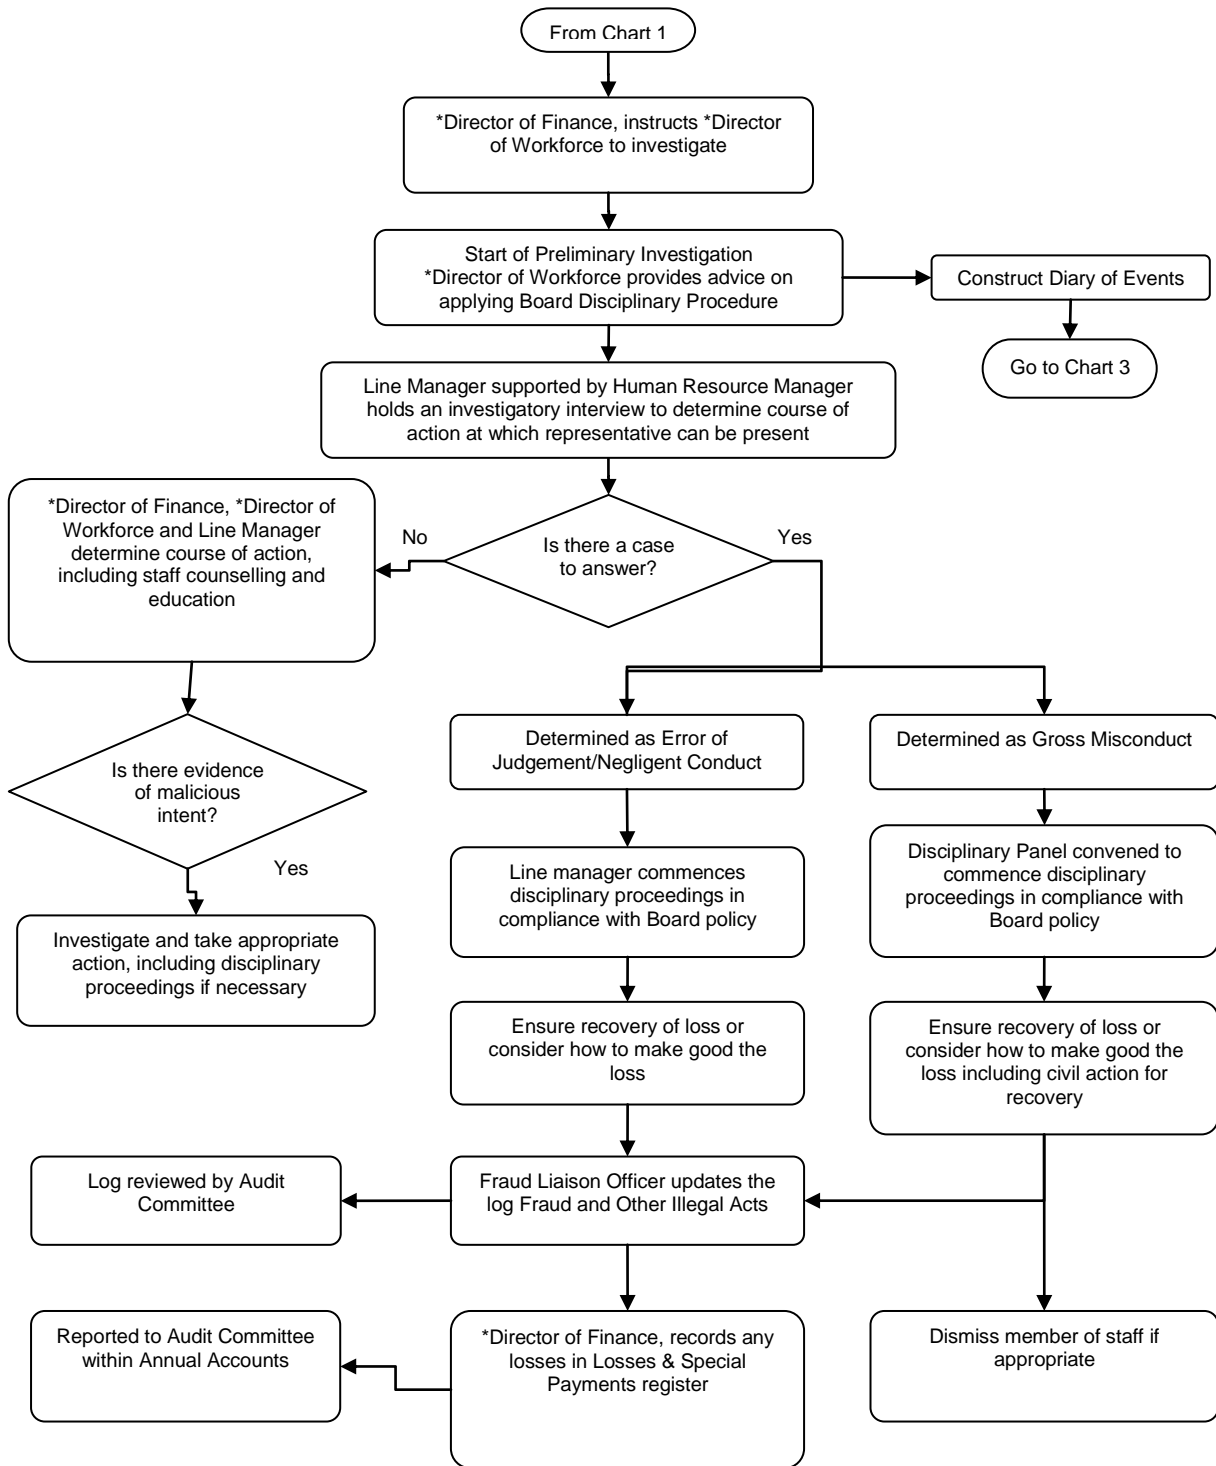 From Chart 1
*Director of Finance, instructs *Director
of Workforce to investigate
Start of Preliminary Investigation
*Director of Workforce provides advice on
applying Board Disciplinary Procedure
Construct Diary of Events
Go to Chart 3
Line Manager supported by Human Resource Manager
holds an investigatory interview to determine course of
action at which representative can be present
*Director of Finance, *Director of
Workforce and Line Manager
determine course of action,
including staff counselling and
education
No
Is there a case
to answer?
Yes
Is there evidence
of malicious
intent?
Yes
Investigate and take appropriate
action, including disciplinary
proceedings if necessary
Determined as Error of
Judgement/Negligent Conduct
Determined as Gross Misconduct
Line manager commences
disciplinary proceedings in
compliance with Board policy
Disciplinary Panel convened to
commence disciplinary
proceedings in compliance with
Board policy
Ensure recovery of loss or
consider how to make good the
loss
Ensure recovery of loss or
consider how to make good the
loss including civil action for
recovery
Log reviewed by Audit
Committee
Fraud Liaison Officer updates the
log Fraud and Other Illegal Acts
Reported to Audit Committee
within Annual Accounts
*Director of Finance, records any
losses in Losses & Special
Payments register
Dismiss member of staff if
appropriate